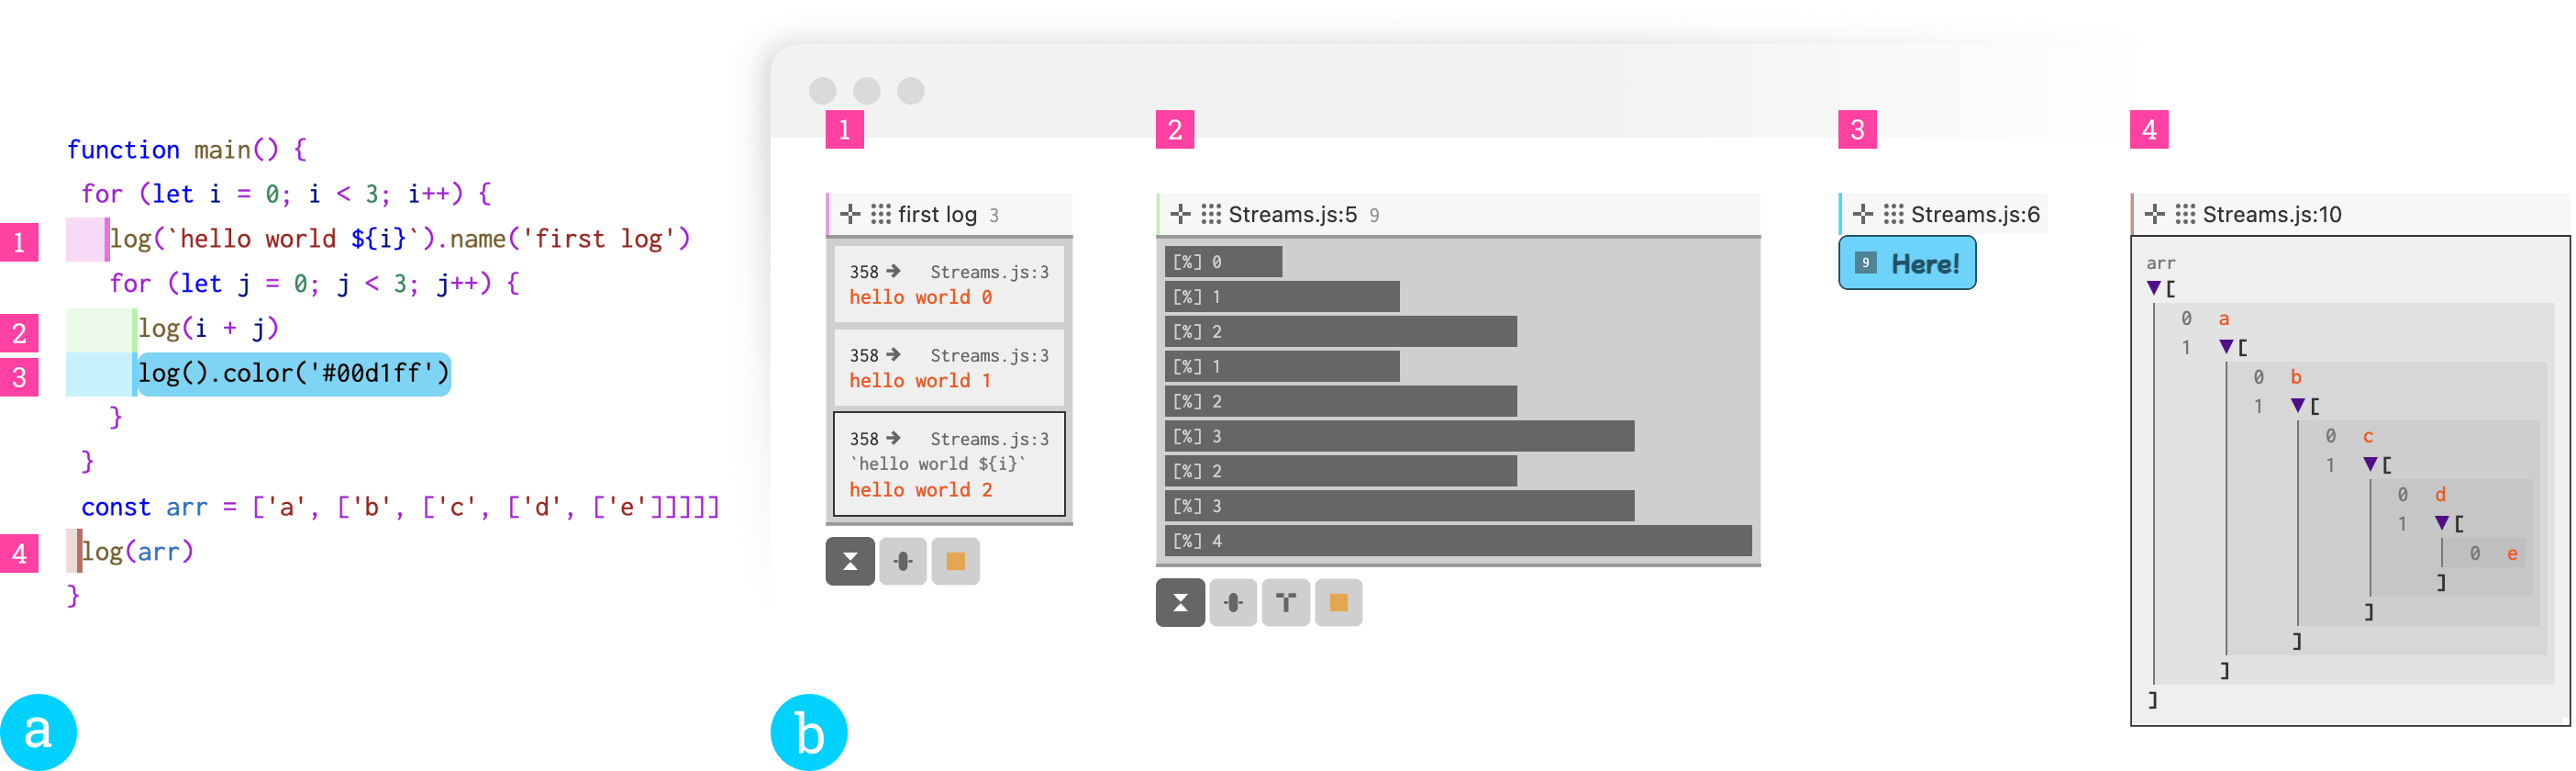 function main() {
for (let i = 0; i < 3; i++) {
1 log(`hello world ${i}`).name('first log')
for (let j = 0; j < 3; j++) {
2 log(i + j)
3 log().color('#00d1ff')
}
}
const arr = ['a', ['b', ['c', ['d', ['e']]]]]
4 log(arr)
}
a
1
first log 3
358 → Streams.js:3
hello world 0
358 → Streams.js:3
hello world 1
358 → Streams.js:3
`hello world ${i}`
hello world 2
2
Streams.js:5 9
[%] 0
[%] 1
[%] 2
[%] 1
[%] 2
[%] 3
[%] 2
[%] 3
[%] 4
3
Streams.js:6
9 Here!
4
Streams.js:10
arr
▼[
0 a
1 ▼[
0 b
1 ▼[
0 c
1 ▼[
0 d
1 ▼[
0 e
]
]
]
]
]
b